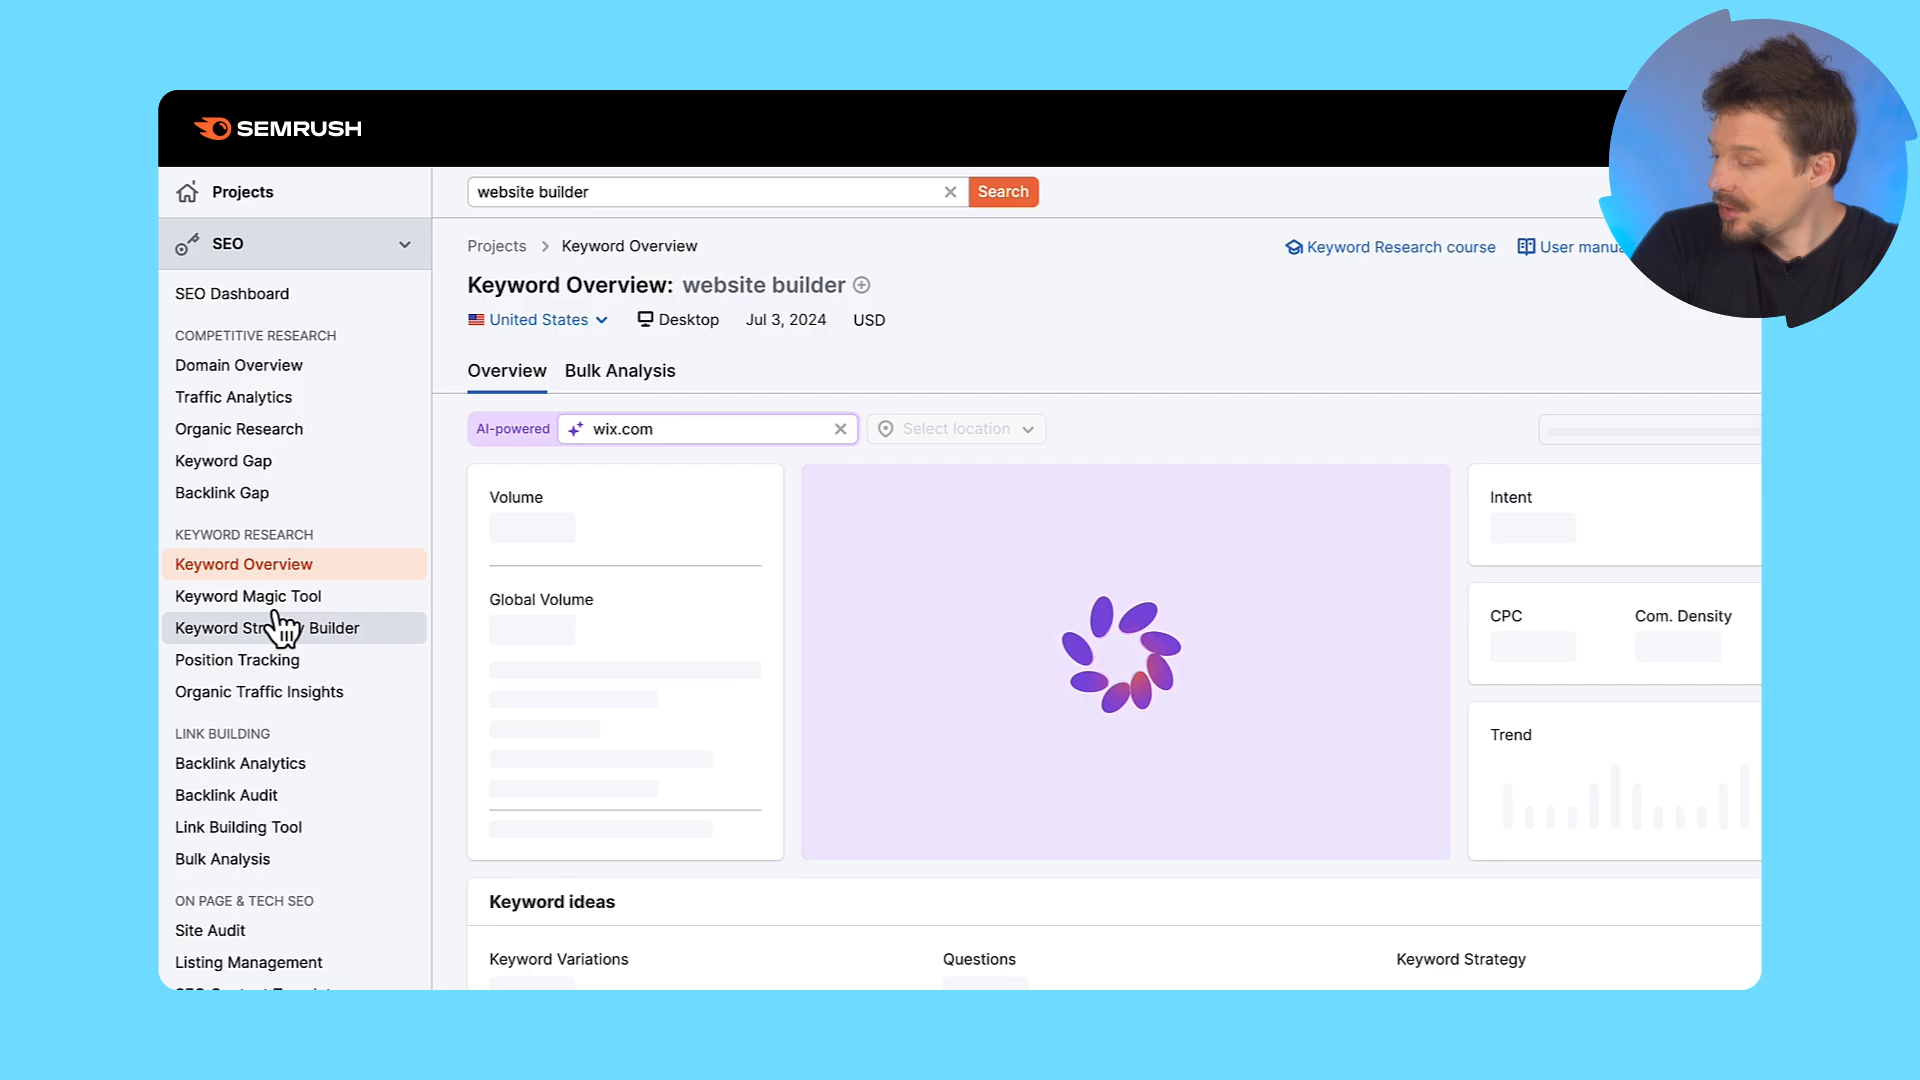 SEMRUSH
Projects
website builder
Search
SEO
Projects
Keyword Overview
Keyword Research course
User manua
Keyword Overview: website builder
SEO Dashboard
United States
Desktop
Jul 3, 2024
USD
COMPETITIVE RESEARCH
Domain Overview
Overview
Bulk Analysis
Traffic Analytics
Organic Research
AI-powered
wix.com
Select location
Keyword Gap
Backlink Gap
Volume
Intent
KEYWORD RESEARCH
Keyword Overview
Keyword Magic Tool
Global Volume
CPC
Com. Density
Keyword Str y Builder
Position Tracking
Organic Traffic Insights
LINK BUILDING
Trend
Backlink Analytics
Backlink Audit
Link Building Tool
Bulk Analysis
ON PAGE & TECH SEO
Keyword ideas
Site Audit
Listing Management
Keyword Variations
Questions
Keyword Strategy